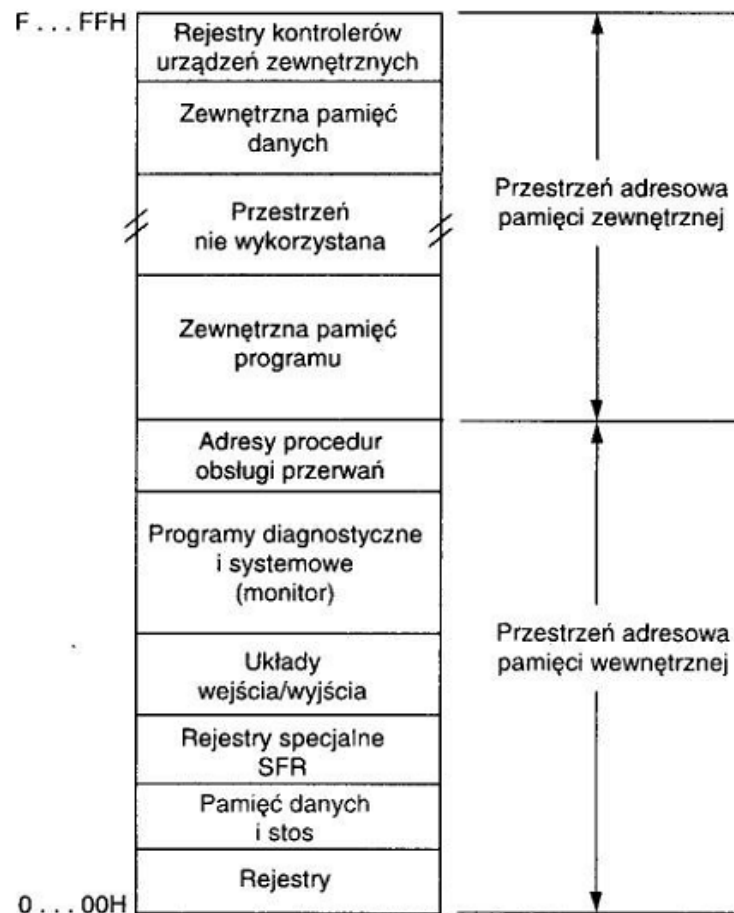 F . . . FFH
Rejestry kontrolerów
urządzeń zewnętrznych
Zewnętrzna pamięć
danych
Przestrzeń
nie wykorzystana
Zewnętrzna pamięć
programu
Przestrzeń adresowa
pamięci zewnętrznej
Adresy procedur
obsługi przerwań
Programy diagnostyczne
i systemowe
(monitor)
Układy
wejścia/wyjścia
Rejestry specjalne
SFR
Pamięć danych
i stos
Rejestry
Przestrzeń adresowa
pamięci wewnętrznej
0 . . . 00H